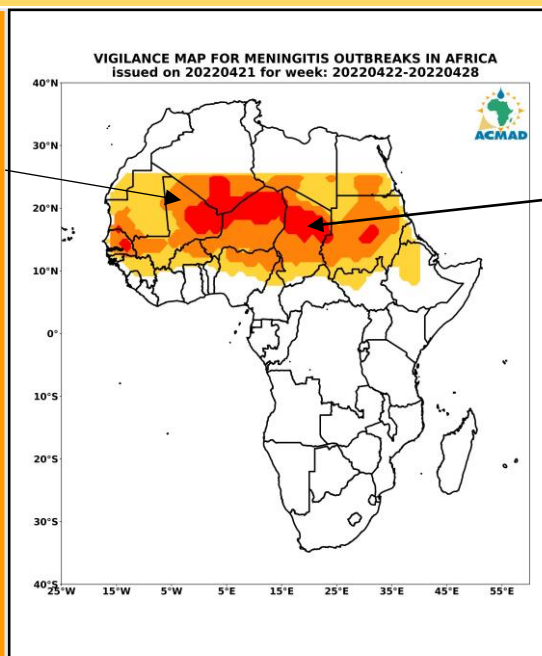 VIGILANCE MAP FOR MENINGITIS OUTBREAKS IN AFRICA
issued on 20220421 for week: 20220422-20220428
40°N
ACMAD
30°N
20°N
10°N
0°
10°S
20°S
30°S
40°S
25°W 15°W 5°W 5°E 15°E 25°E 35°E 45°E 55°E